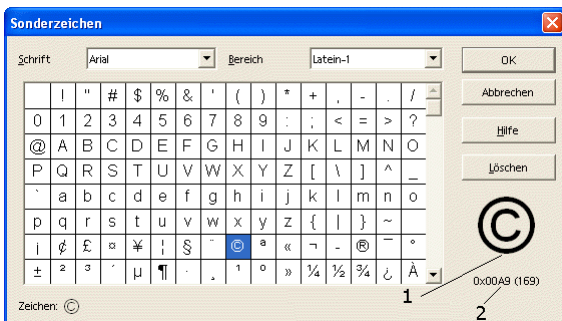 Sonderzeichen
Schrift Arial Bereich Latein-1 OK
Abbrechen
Hilfe
Löschen
! " # $ % & ' ( ) * + , - . /
0 1 2 3 4 5 6 7 8 9 : ; < = > ?
@ A B C D E F G H I J K L M N O
P Q R S T U V W X Y Z [ \ ] ^ _
` a b c d e f g h i j k l m n o
p q r s t u v w x y z { | } ~
¡ ¢ £ ¤ ¥ ¦ § ¨ © ª « ¬ - ® ¯ °
± ² ³ ´ µ ¶ · ¸ ¹ º » ¼ ½ ¾ ¿ À
©
0x00A9 (169)
1
2
Zeichen: ©